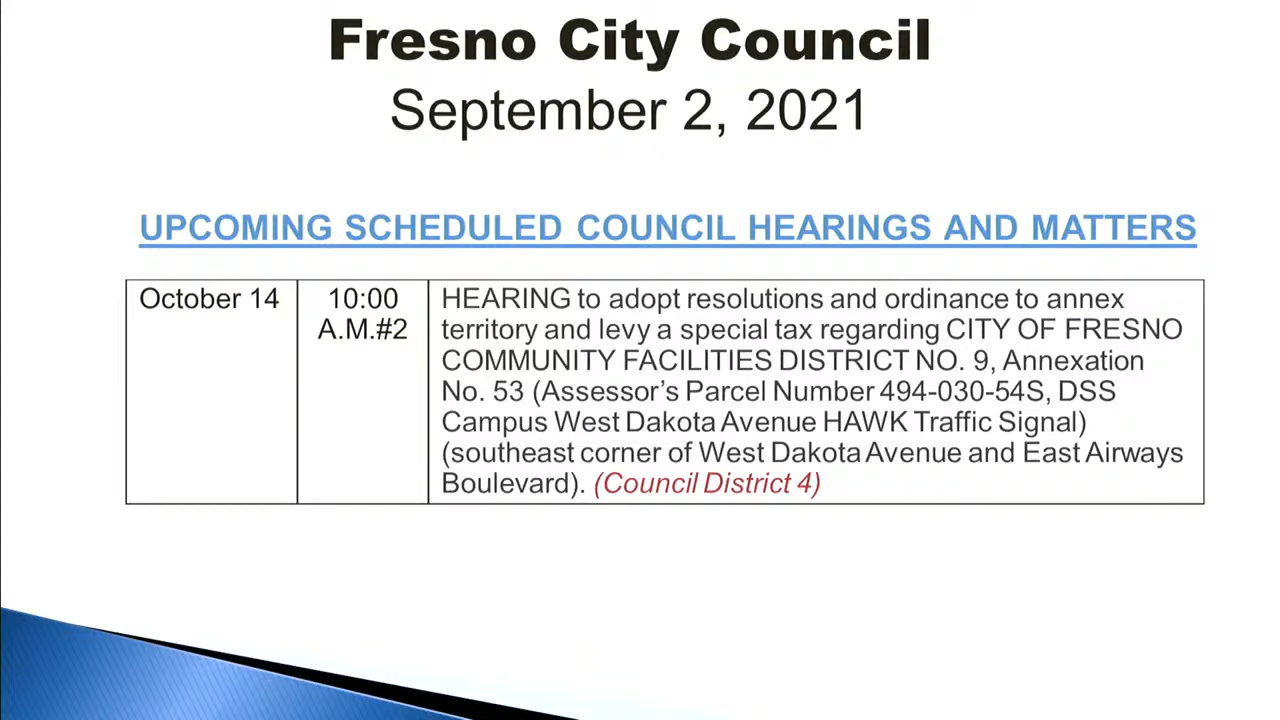 Fresno City Council
September 2, 2021
UPCOMING SCHEDULED COUNCIL HEARINGS AND MATTERS
October 14
10:00
A.M.#2
HEARING to adopt resolutions and ordinance to annex
territory and levy a special tax regarding CITY OF FRESNO
COMMUNITY FACILITIES DISTRICT NO. 9, Annexation
No. 53 (Assessor’s Parcel Number 494-030-54S, DSS
Campus West Dakota Avenue HAWK Traffic Signal)
(southeast corner of West Dakota Avenue and East Airways
Boulevard). (Council District 4)